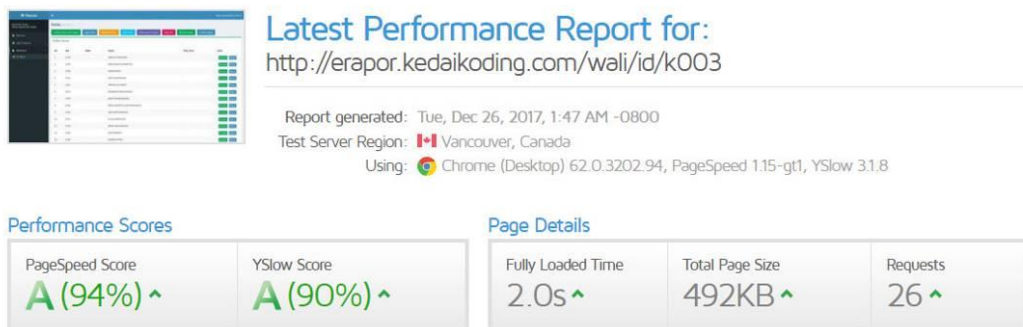 Latest Performance Report for:
http://erapor.kedaikoding.com/wali/id/k003
Report generated: Tue, Dec 26, 2017, 1:47 AM -0800
Test Server Region: Vancouver, Canada
Using: Chrome (Desktop) 62.0.3202.94, PageSpeed 1.15-gt1, YSlow 3.1.8
Performance Scores
PageSpeed Score
A (94%)
YSlow Score
A (90%)
Page Details
Fully Loaded Time
2.0s
Total Page Size
492KB
Requests
26